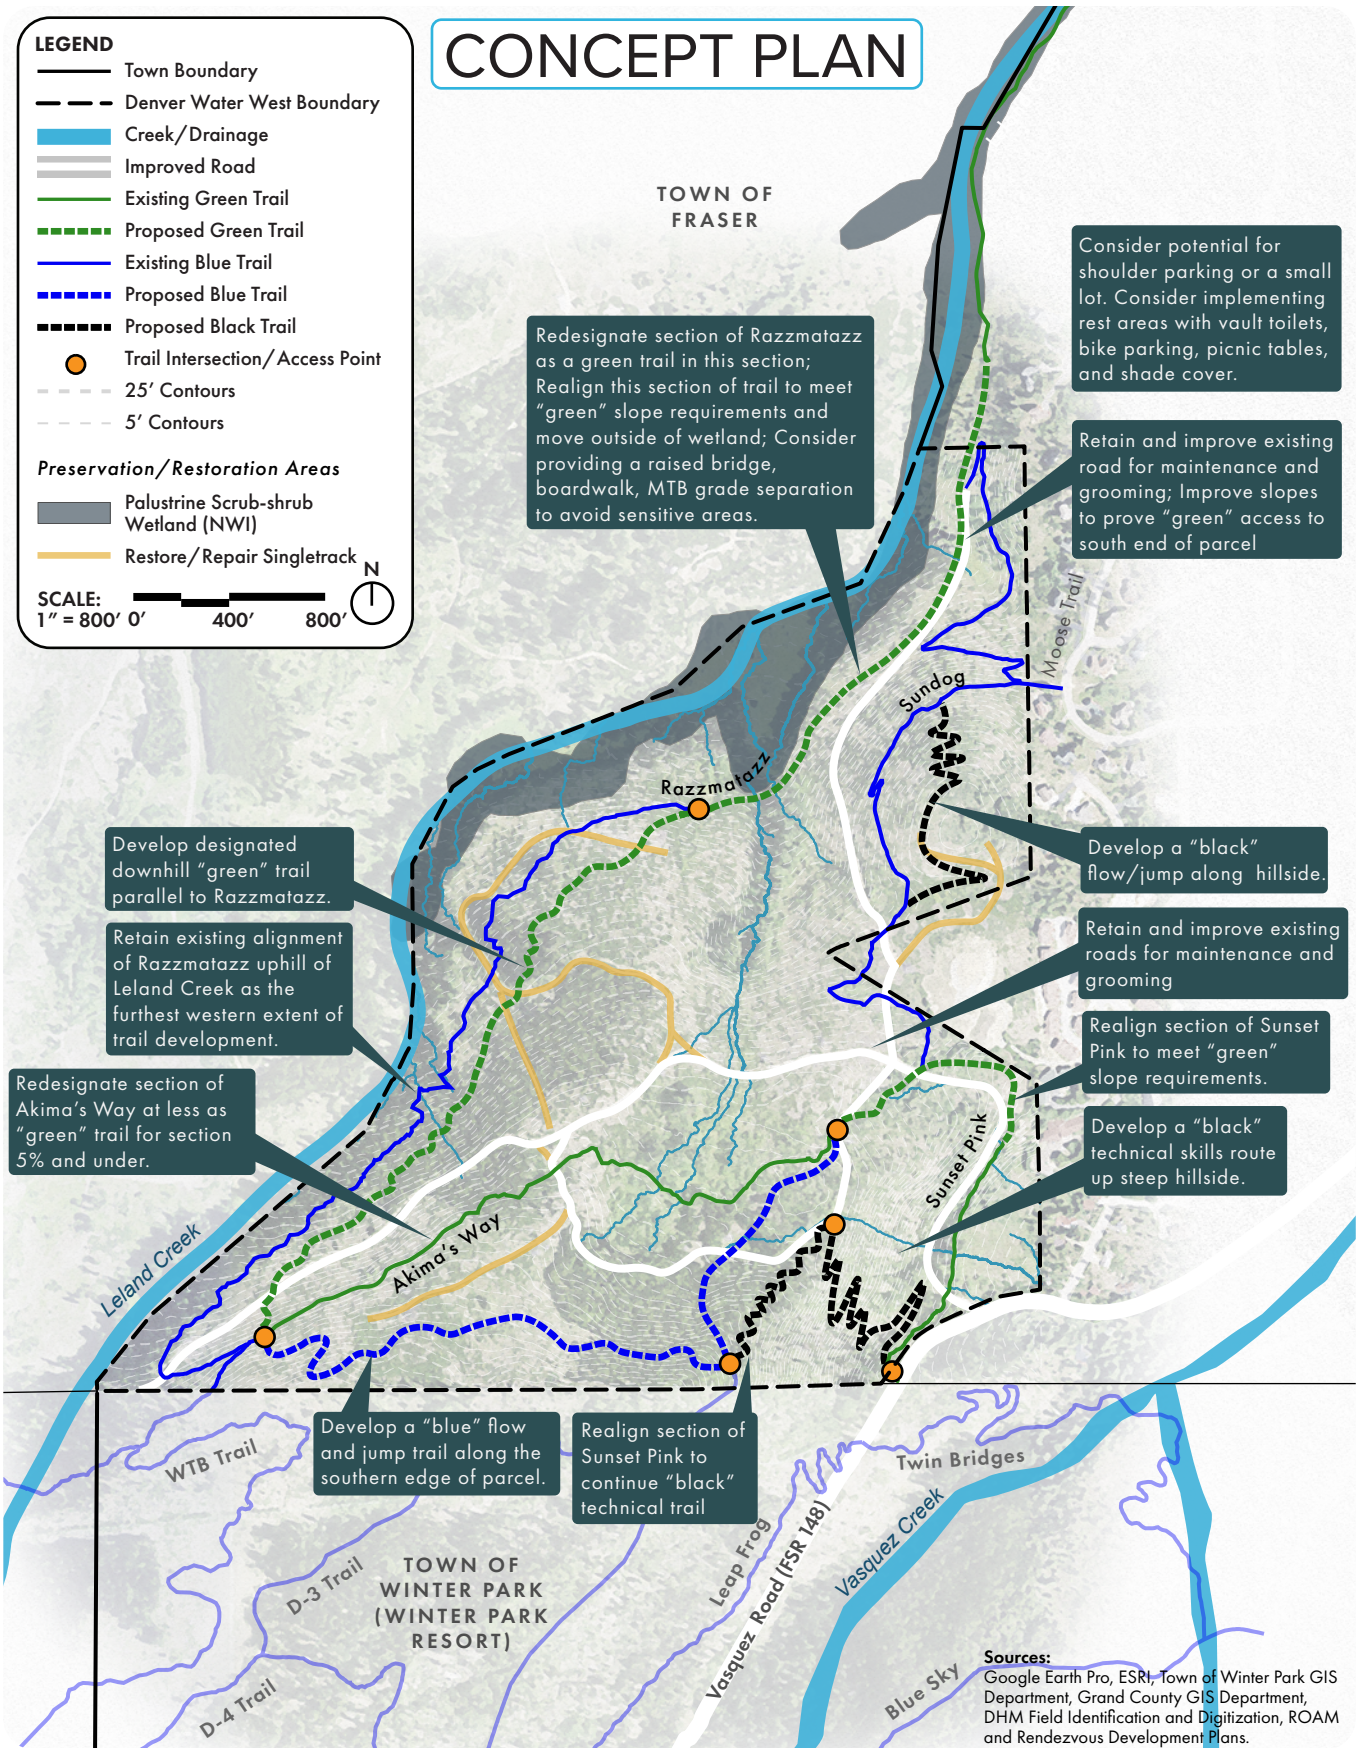 CONCEPT PLAN
LEGEND
Town Boundary
Denver Water West Boundary
Creek/Drainage
Improved Road
Existing Green Trail
Proposed Green Trail
Existing Blue Trail
Proposed Blue Trail
Proposed Black Trail
Trail Intersection/Access Point
25' Contours
5' Contours
Preservation/Restoration Areas
Palustrine Scrub-shrub
Wetland (NWI)
Restore/Repair Singletrack
N
SCALE:
1" = 800' 0' 400' 800'
TOWN OF
FRASER
Consider potential for
shoulder parking or a small
lot. Consider implementing
rest areas with vault toilets,
bike parking, picnic tables,
and shade cover.
Redesignate section of Razzmatazz
as a green trail in this section;
Realign this section of trail to meet
“green” slope requirements and
move outside of wetland; Consider
providing a raised bridge,
boardwalk, MTB grade separation
to avoid sensitive areas.
Retain and improve existing
road for maintenance and
grooming; Improve slopes
to prove “green” access to
south end of parcel
Moose Trail
Sundog
Razzmatazz
Develop designated
downhill “green” trail
parallel to Razzmatazz.
Develop a “black”
flow/jump along hillside.
Retain existing alignment
of Razzmatazz uphill of
Leland Creek as the
furthest western extent of
trail development.
Retain and improve existing
roads for maintenance and
grooming
Realign section of Sunset
Pink to meet “green”
slope requirements.
Redesignate section of
Akima’s Way at less as
“green” trail for section
5% and under.
Develop a “black”
technical skills route
up steep hillside.
Sunset Pink
Akima’s Way
Leland Creek
Develop a “blue” flow
and jump trail along the
southern edge of parcel.
Realign section of
Sunset Pink to
continue “black”
technical trail
WTB Trail
Twin Bridges
Vasquez Creek
Leap Frog
Vasquez Road (FSR 148)
D-3 Trail
TOWN OF
WINTER PARK
(WINTER PARK
RESORT)
D-4 Trail
Blue Sky
Sources:
Google Earth Pro, ESRI, Town of Winter Park GIS
Department, Grand County GIS Department,
DHM Field Identification and Digitization, ROAM
and Rendezvous Development Plans.